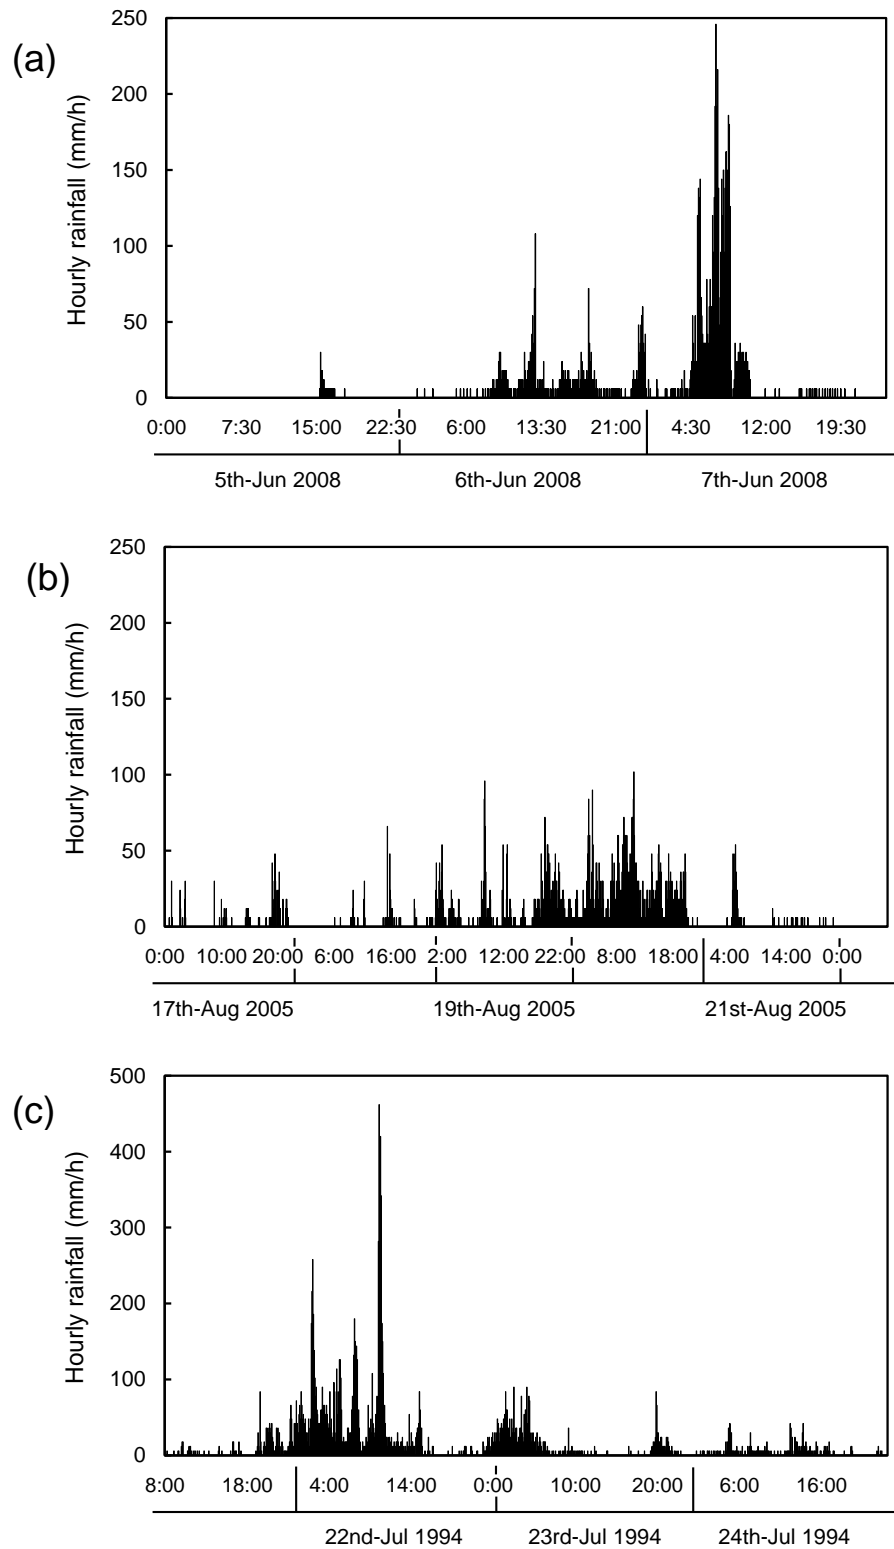 (a)
Hourly rainfall (mm/h)
250
200
150
100
50
0
0:00 7:30 15:00 22:30 6:00 13:30 21:00 4:30 12:00 19:30
5th-Jun 2008 6th-Jun 2008 7th-Jun 2008
(b)
Hourly rainfall (mm/h)
250
200
150
100
50
0
0:00 10:00 20:00 6:00 16:00 2:00 12:00 22:00 8:00 18:00 4:00 14:00 0:00
17th-Aug 2005 19th-Aug 2005 21st-Aug 2005
(c)
Hourly rainfall (mm/h)
500
400
300
200
100
0
8:00 18:00 4:00 14:00 0:00 10:00 20:00 6:00 16:00
22nd-Jul 1994 23rd-Jul 1994 24th-Jul 1994